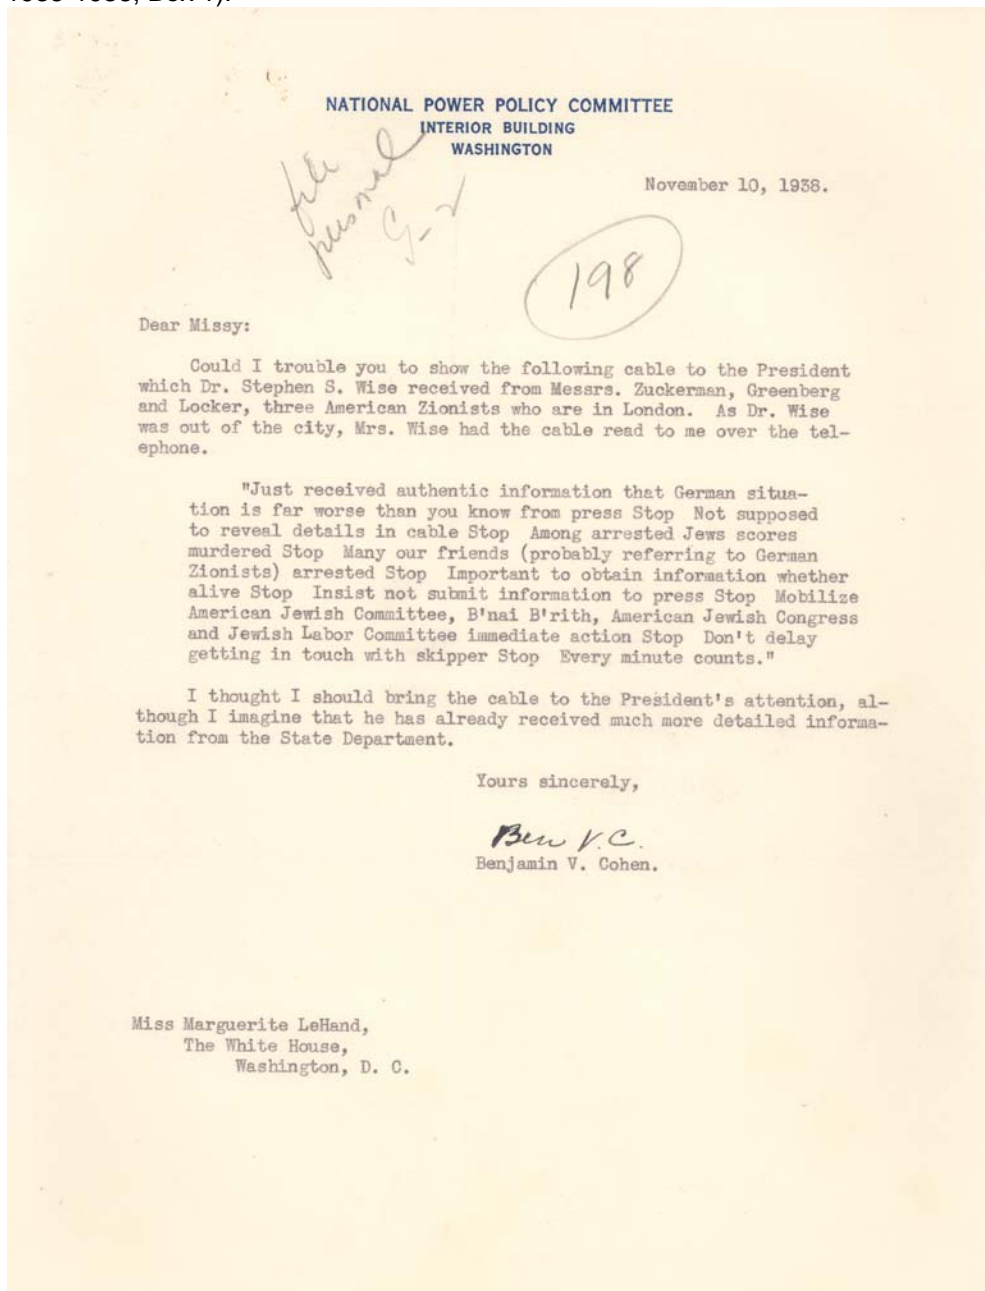 NATIONAL POWER POLICY COMMITTEE
INTERIOR BUILDING
WASHINGTON
file
personal
G-2
November 10, 1938.
198
Dear Missy:
Could I trouble you to show the following cable to the President
which Dr. Stephen S. Wise received from Messrs. Zuckerman, Greenberg
and Locker, three American Zionists who are in London. As Dr. Wise
was out of the city, Mrs. Wise had the cable read to me over the tel-
ephone.
"Just received authentic information that German situa-
tion is far worse than you know from press Stop Not supposed
to reveal details in cable Stop Among arrested Jews scores
murdered Stop Many our friends (probably referring to German
Zionists) arrested Stop Important to obtain information whether
alive Stop Insist not submit information to press Stop Mobilize
American Jewish Committee, B'nai B'rith, American Jewish Congress
and Jewish Labor Committee immediate action Stop Don't delay
getting in touch with skipper Stop Every minute counts."
I thought I should bring the cable to the President's attention, al-
though I imagine that he has already received much more detailed informa-
tion from the State Department.
Yours sincerely,
Ben V.C.
Benjamin V. Cohen.
Miss Marguerite LeHand,
The White House,
Washington, D. C.